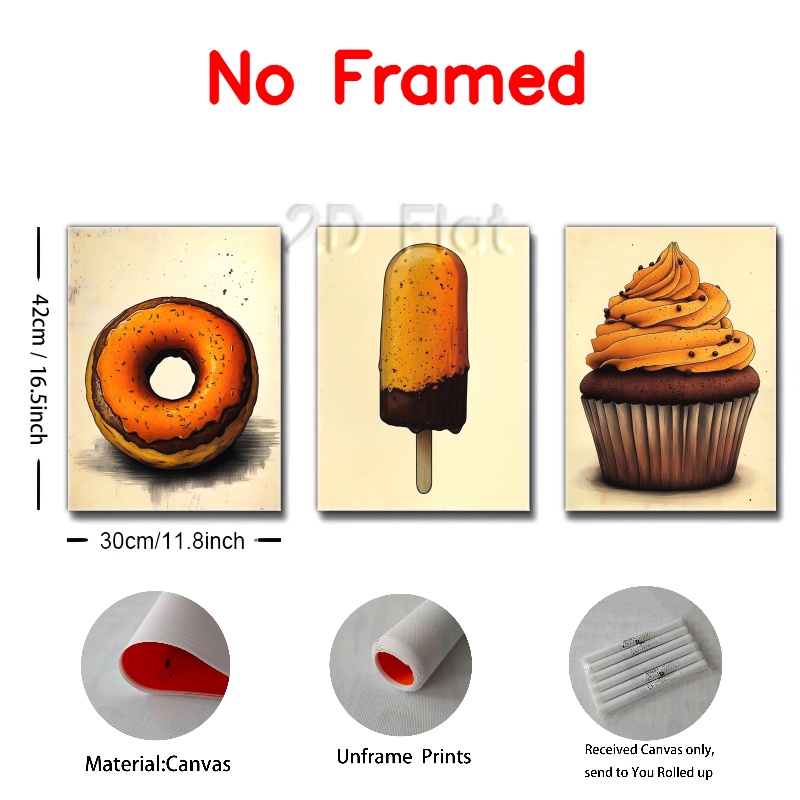 No Framed
2D Flat
42cm / 16.5inch
30cm/11.8inch
Material:Canvas
Unframe Prints
Received Canvas only,
send to You Rolled up